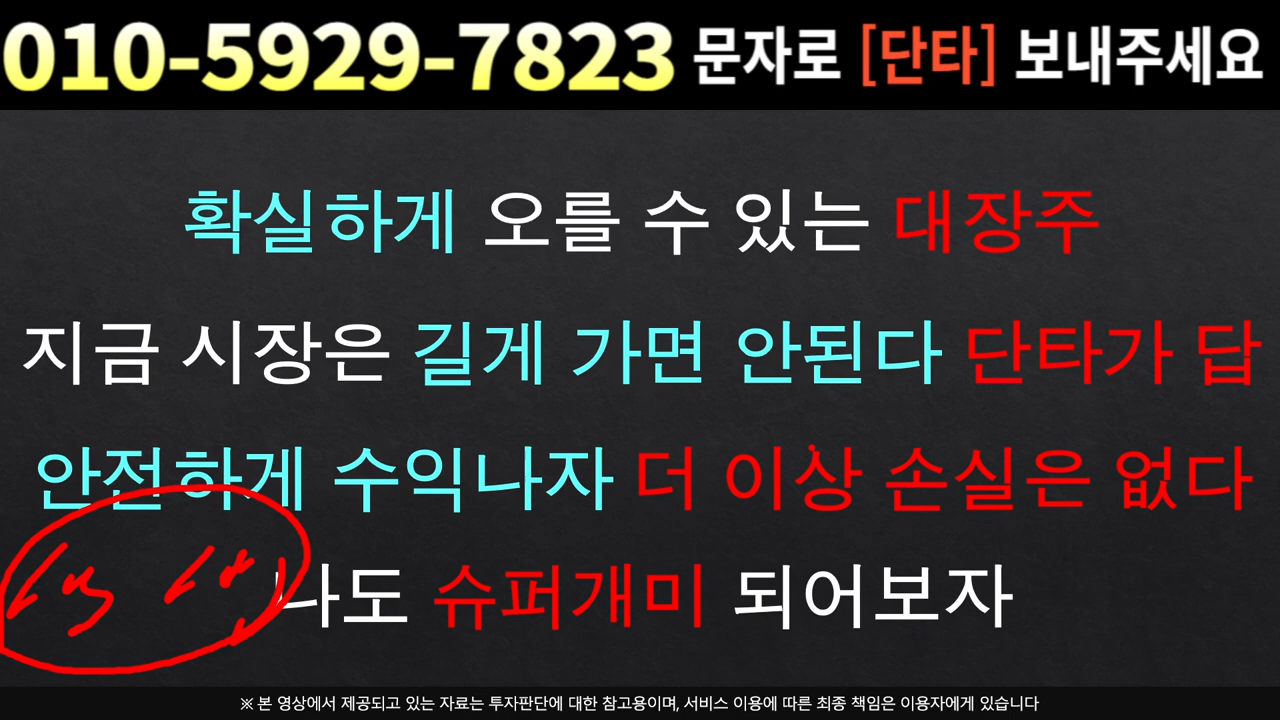 010-5929-7823 문자로 [단타] 보내주세요
확실하게 오를 수 있는 대장주
지금 시장은 길게 가면 안된다 단타가 답
안전하게 수익나자 더 이상 손실은 없다
나도 슈퍼개미 되어보자
※ 본 영상에서 제공되고 있는 자료는 투자판단에 대한 참고용이며, 서비스 이용에 따른 최종 책임은 이용자에게 있습니다